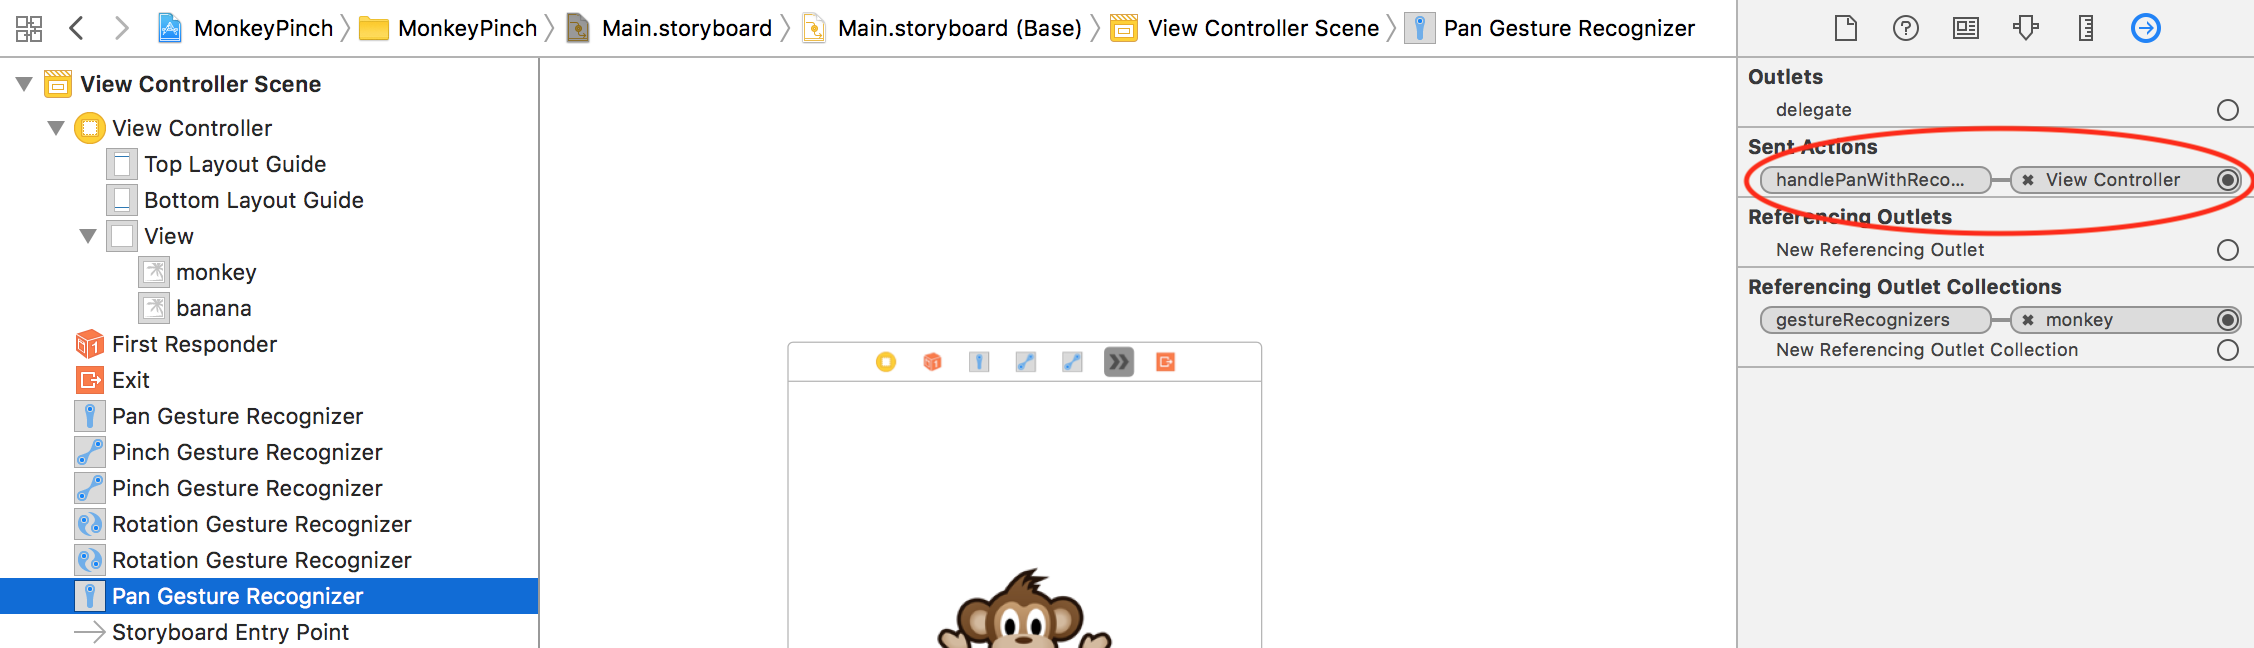 MonkeyPinch MonkeyPinch Main.storyboard Main.storyboard (Base) View Controller Scene Pan Gesture Recognizer
View Controller Scene
View Controller
Top Layout Guide
Bottom Layout Guide
View
monkey
banana
First Responder
Exit
Pan Gesture Recognizer
Pinch Gesture Recognizer
Pinch Gesture Recognizer
Rotation Gesture Recognizer
Rotation Gesture Recognizer
Pan Gesture Recognizer
Storyboard Entry Point
Outlets
delegate
Sent Actions
handlePanWithReco... View Controller
Referencing Outlets
New Referencing Outlet
Referencing Outlet Collections
gestureRecognizers monkey
New Referencing Outlet Collection